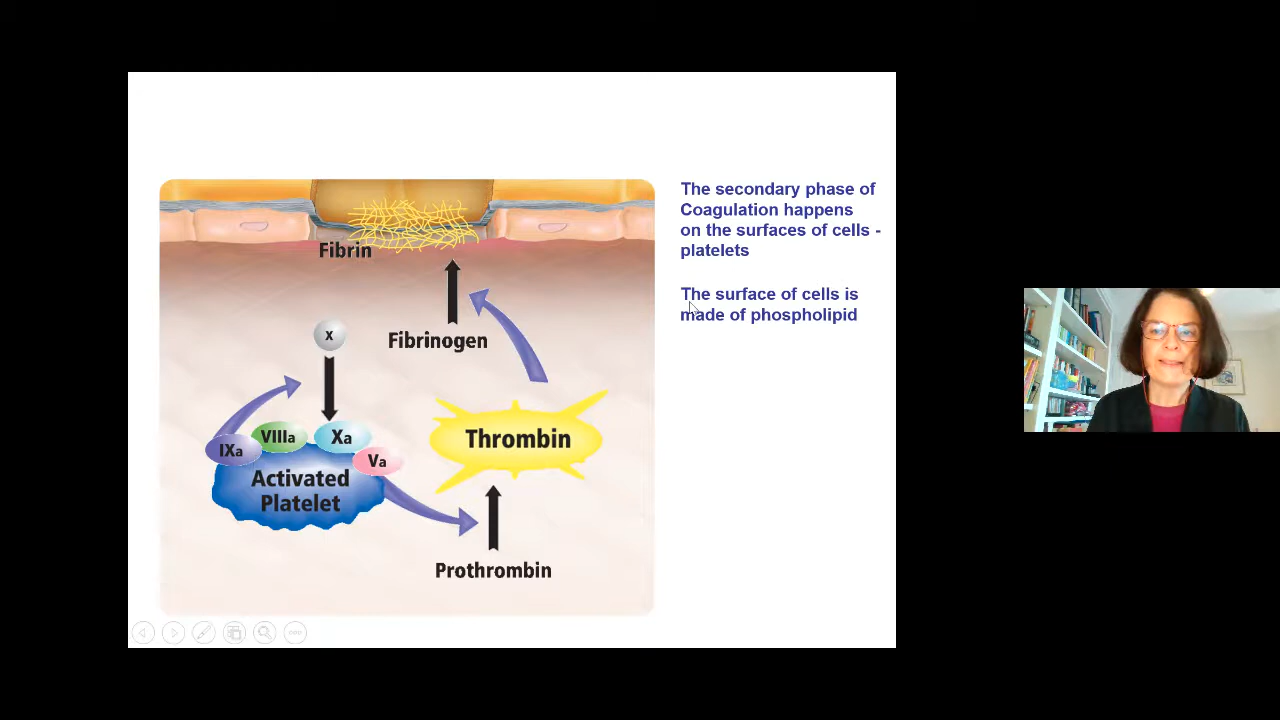 The secondary phase of
Coagulation happens
on the surfaces of cells -
platelets
The surface of cells is
made of phospholipid
Fibrin
Fibrinogen
X
IXa
VIIIa
Xa
Va
Activated
Platelet
Thrombin
Prothrombin